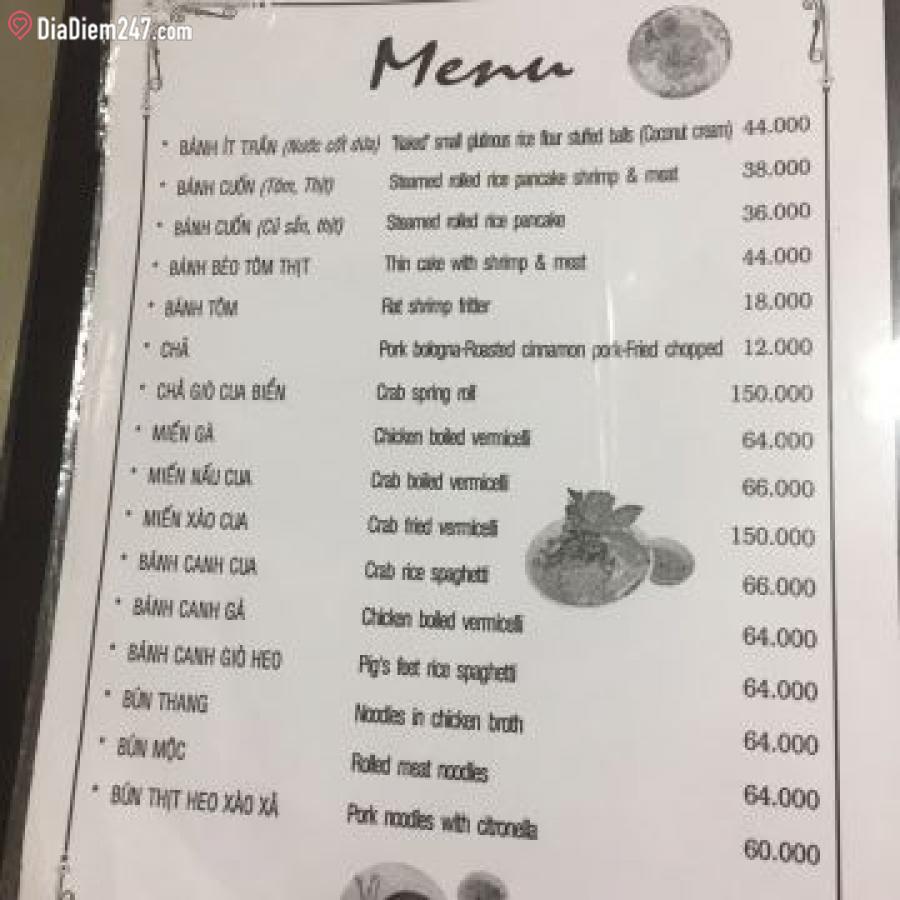 DiaDiem247.com
Menu
* BÁNH ÍT TRẦN (Nước cốt dừa) "Naked" small glutinous rice flour stuffed balls (Coconut cream) 44.000
* BÁNH CUỐN (Tôm, Thịt) Steamed rolled rice pancake shrimp & meat 38.000
* BÁNH CUỐN (Củ sắn, thịt) Steamed rolled rice pancake 36.000
* BÁNH BÈO TÔM THỊT Thin cake with shrimp & meat 44.000
* BÁNH TÔM Flat shrimp fritter 18.000
* CHẢ Pork bologna-Roasted cinnamon pork-Fried chopped 12.000
* CHẢ GIÒ CUA BIỂN Crab spring roll 150.000
* MIẾN GÀ Chicken boiled vermicelli 64.000
* MIẾN NẤU CUA Crab boiled vermicelli 66.000
* MIẾN XÀO CUA Crab fried vermicelli 150.000
* BÁNH CANH CUA Crab rice spaghetti 66.000
* BÁNH CANH GÀ Chicken boiled vermicelli 64.000
* BÁNH CANH GIÒ HEO Pig's feet rice spaghetti 64.000
* BÚN THANG Noodles in chicken broth 64.000
* BÚN MỘC Rolled meat noodles 64.000
* BÚN THỊT HEO XÀO XẢ Pork noodles with citronella 60.000